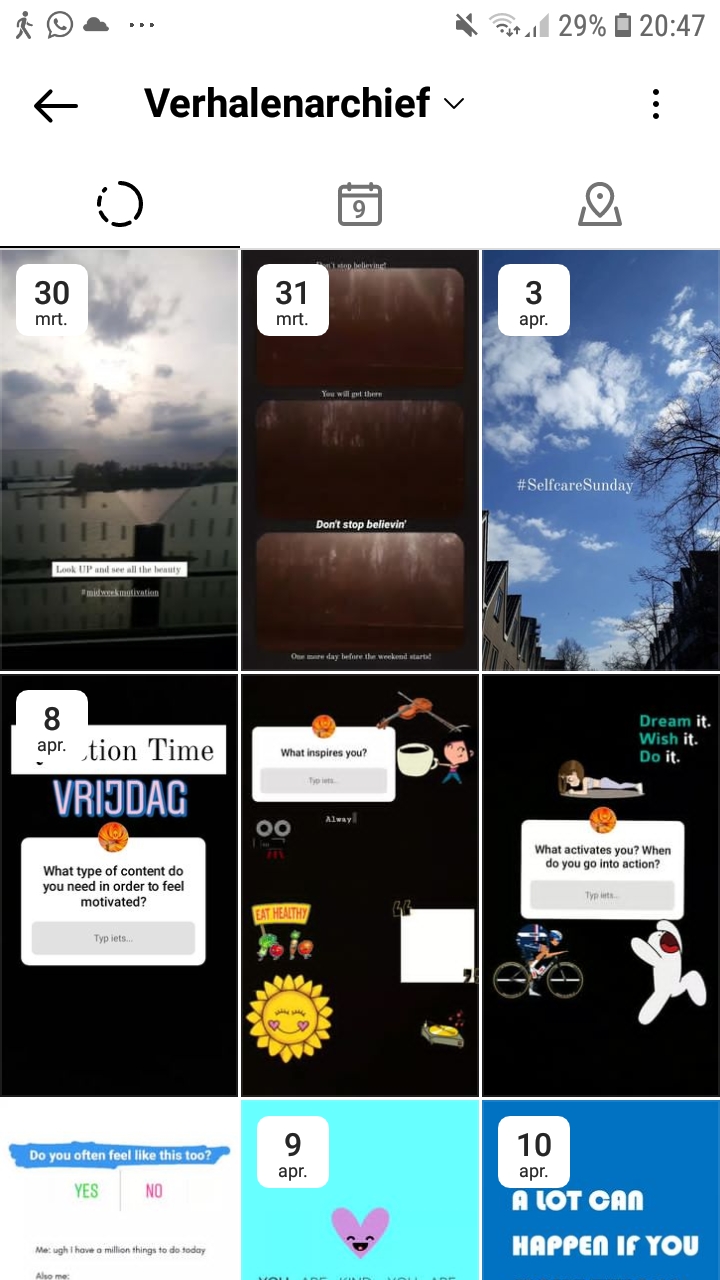 29% 20:47
Verhalenarchief
9
30
mrt.
Look UP and see all the beauty
#midweekmotivation
31
mrt.
Don't stop believing!
You will get there
Don't stop believin'
One more day before the weekend starts!
3
apr.
#SelfcareSunday
8
apr.
tion Time
VRIJDAG
What type of content do
you need in order to feel
motivated?
Typ iets...
What inspires you?
Typ iets...
Alway
EAT HEALTHY
Dream it.
Wish it.
Do it.
What activates you? When
do you go into action?
Typ iets...
Do you often feel like this too?
YES NO
Me: ugh I have a million things to do today
Also me:
9
apr.
YOU ARE KIND YOU ARE
10
apr.
A LOT CAN
HAPPEN IF YOU